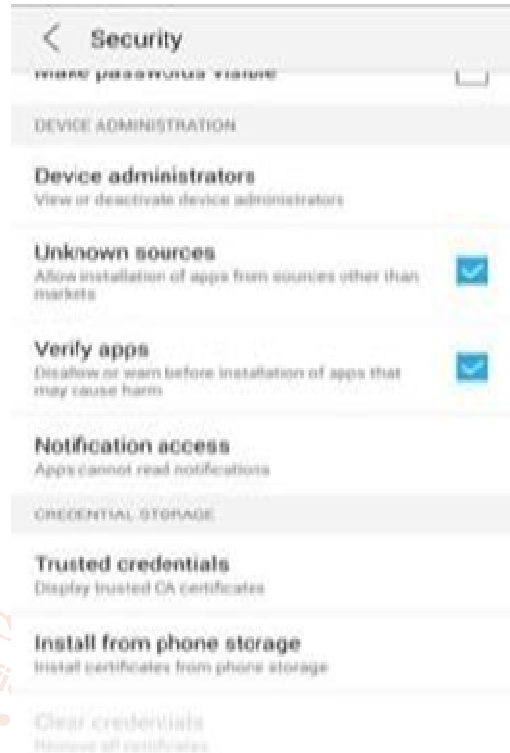 Security
Make passwords visible
DEVICE ADMINISTRATION
Device administrators
View or deactivate device administrators
Unknown sources
Allow installation of apps from sources other than
markets
Verify apps
Disallow or warn before installation of apps that
may cause harm
Notification access
Apps cannot read notifications
CREDENTIAL STORAGE
Trusted credentials
Display trusted CA certificates
Install from phone storage
Install certificates from phone storage
Clear credentials
Remove all certificates